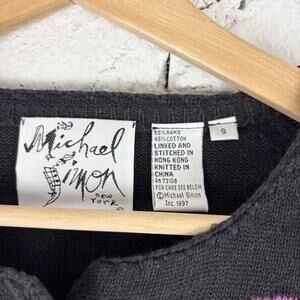 Michael
Simon
new york
©
55% RAMIE
45% COTTON
LINKED AND
STITCHED IN
HONG KONG
KNITTED IN
CHINA
RN 73106
FOR CARE SEE BELOW
©Michael Simon
Inc. 1997
S